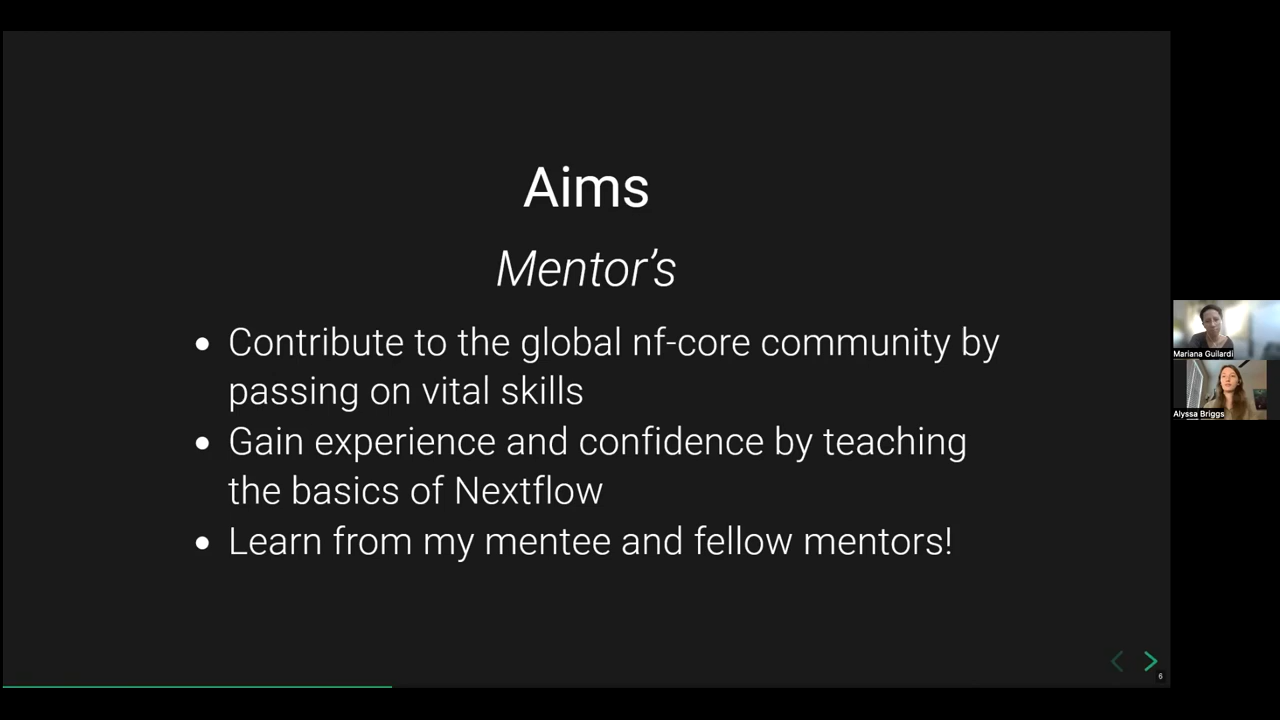 Aims
Mentor’s
• Contribute to the global nf-core community by
passing on vital skills
• Gain experience and confidence by teaching
the basics of Nextflow
• Learn from my mentee and fellow mentors!
Mariana Guilardi
Alyssa Briggs
6